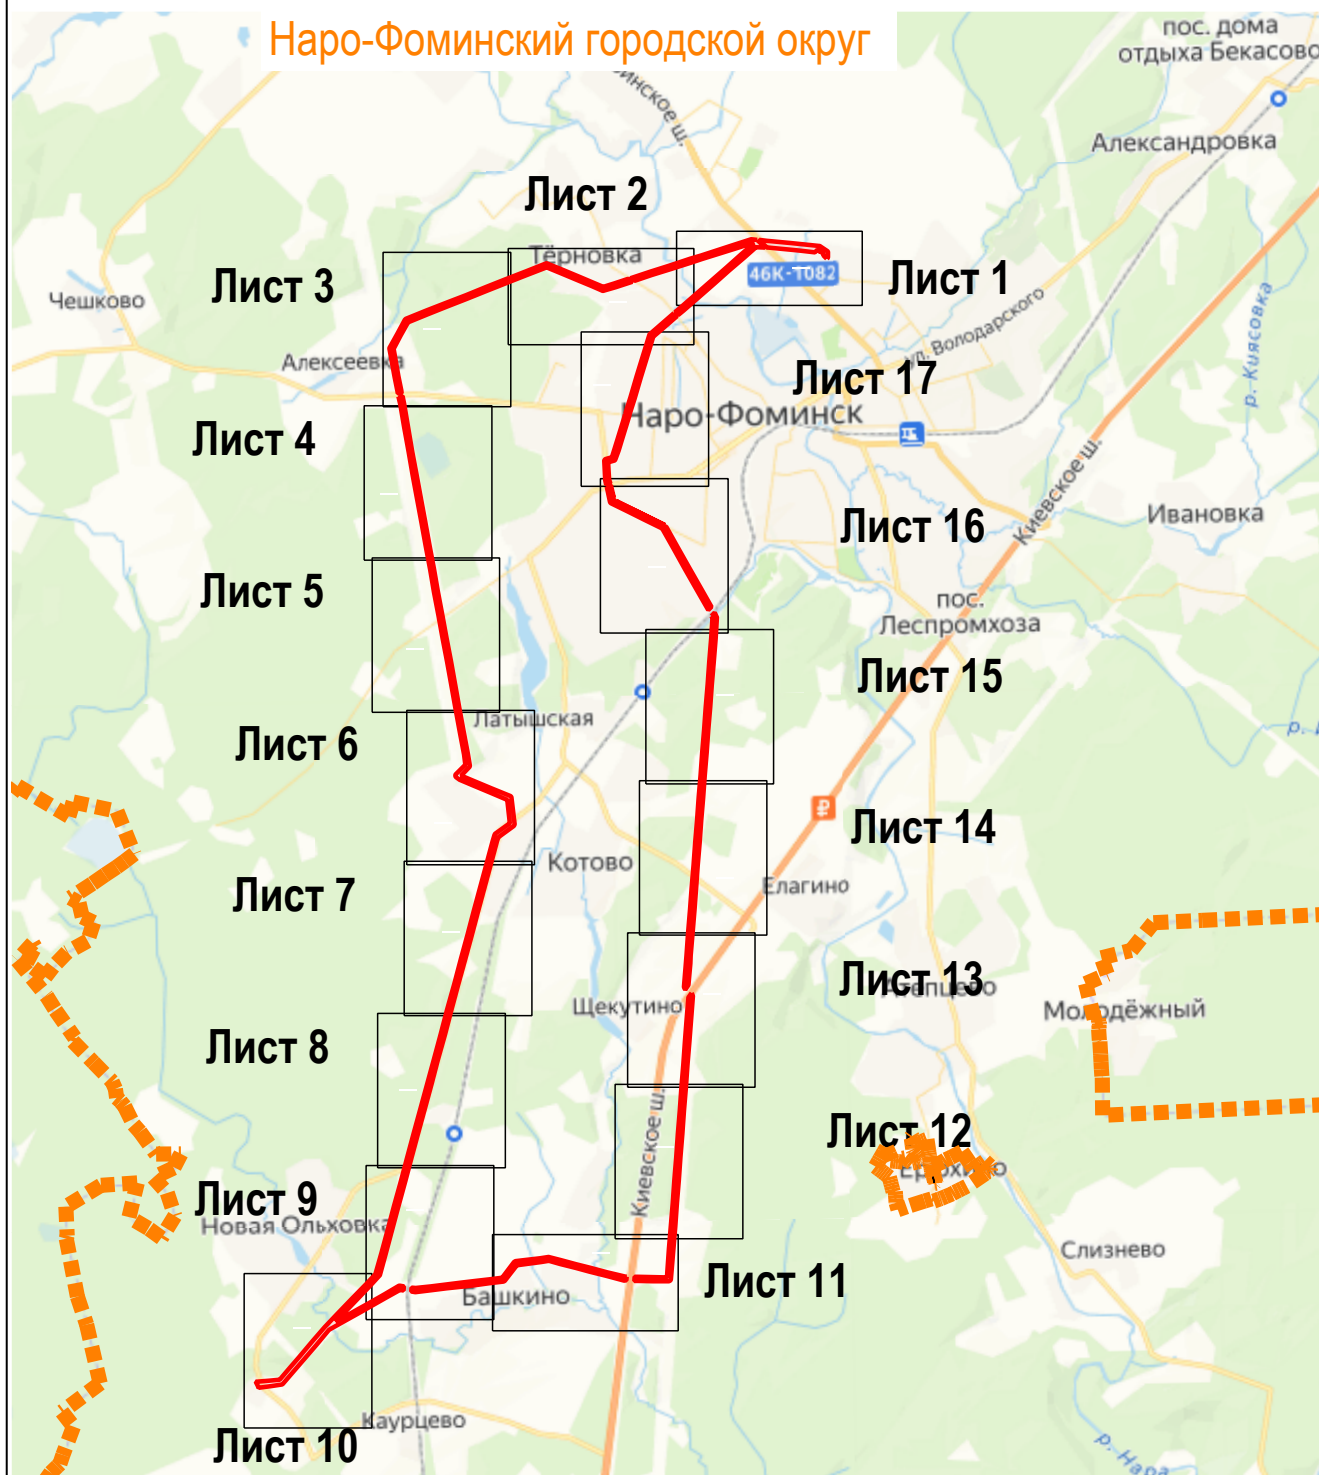 Наро-Фоминский городской округ
пос. дома
отдыха Бекасово
инское ш.
Александровка
Лист 2
Тёрновка
Лист 3
46К-1082
Лист 1
Чешково
р. Киясовка
ул. Володарского
Алексеевка
Лист 17
Наро-Фоминск
Лист 4
Киевское ш.
Ивановка
Лист 16
Лист 5
пос.
Леспромхоза
Лист 15
Латышская
Лист 6
Лист 14
Котово
Елагино
Лист 7
Лист 13
Атепцево
Щекутино
Молодёжный
Лист 8
Киевское ш.
Лист 12
Ерюхино
Лист 9
Новая Ольховка
Слизнево
Лист 11
Башкино
Каурцево
Лист 10
р. Нара